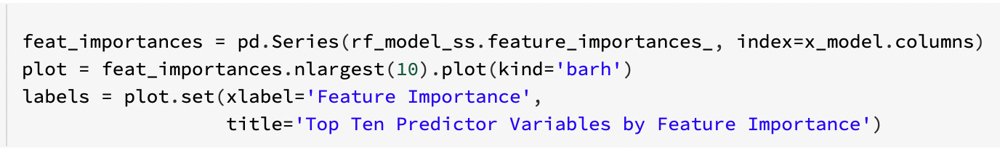 feat_importances = pd.Series(rf_model_ss.feature_importances_, index=x_model.columns)
plot = feat_importances.nlargest(10).plot(kind='barh')
labels = plot.set(xlabel='Feature Importance',
                  title='Top Ten Predictor Variables by Feature Importance')